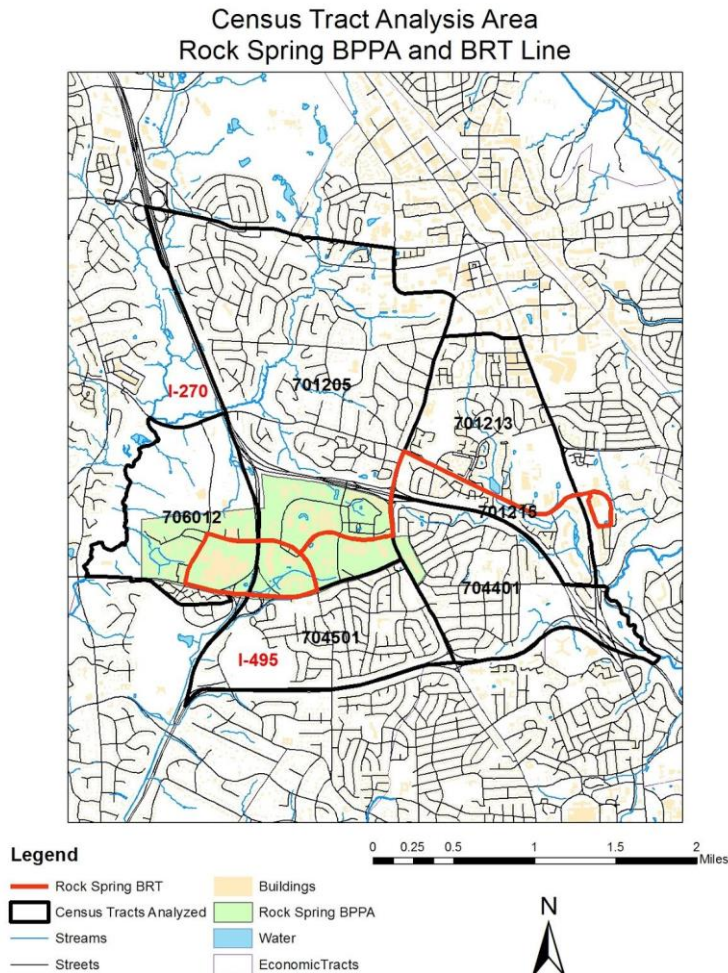 Census Tract Analysis Area
Rock Spring BPPA and BRT Line
701205
I-270
701213
706012
701215
704401
704501
I-495
Legend
Rock Spring BRT
Census Tracts Analyzed
Streams
Streets
Buildings
Rock Spring BPPA
Water
EconomicTracts
0 0.25 0.5 1 1.5 2
Miles
N